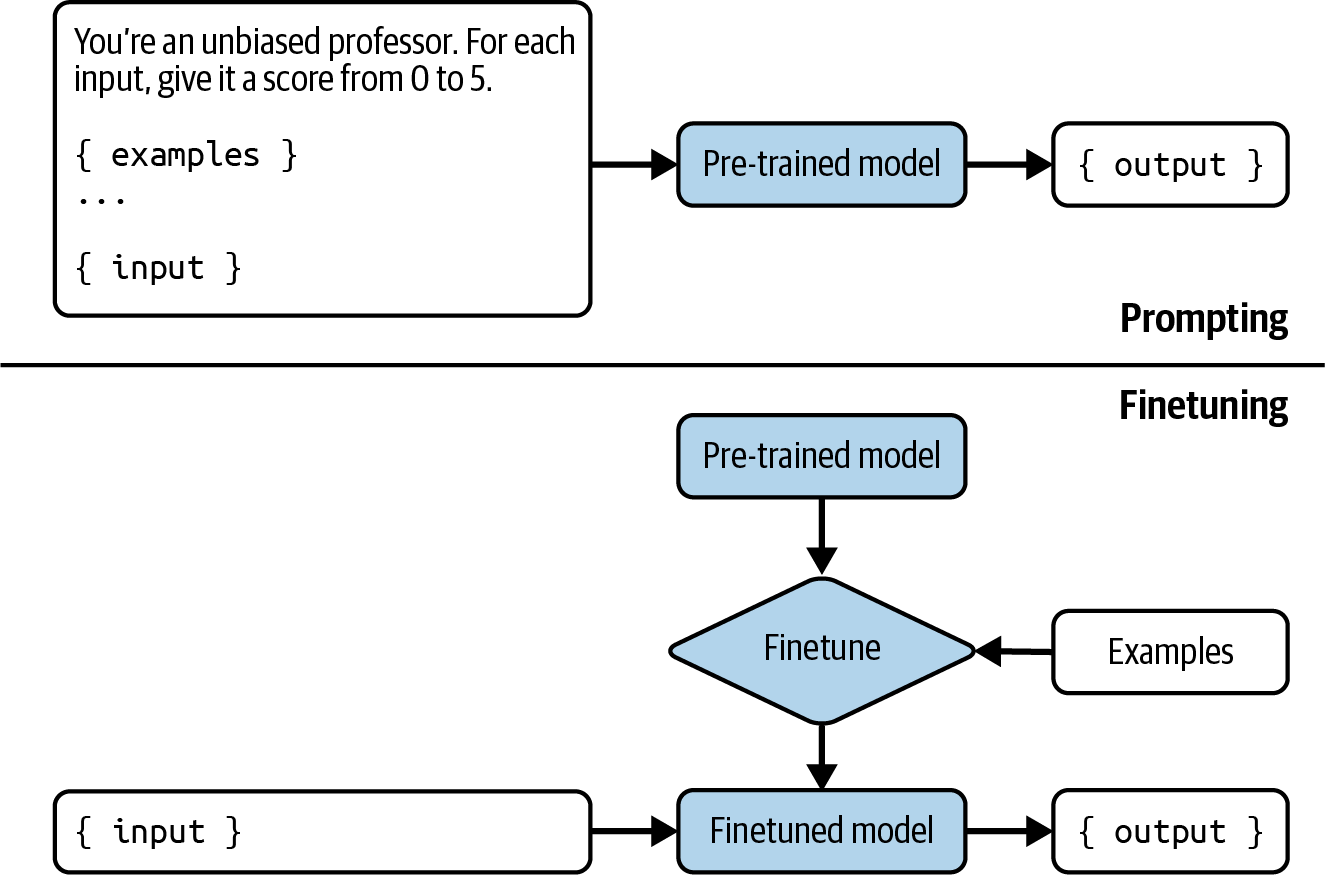 You’re an unbiased professor. For each
input, give it a score from 0 to 5.
{ examples }
...
{ input }
Pre-trained model
{ output }
Prompting
Finetuning
Pre-trained model
Finetune
Examples
{ input }
Finetuned model
{ output }